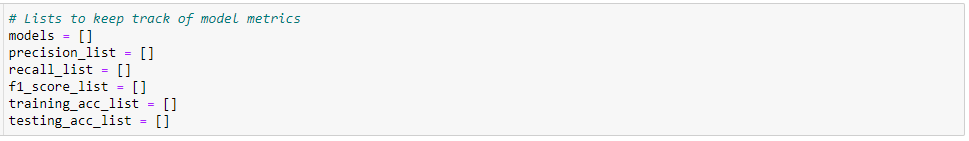 # Lists to keep track of model metrics
models = []
precision_list = []
recall_list = []
f1_score_list = []
training_acc_list = []
testing_acc_list = []